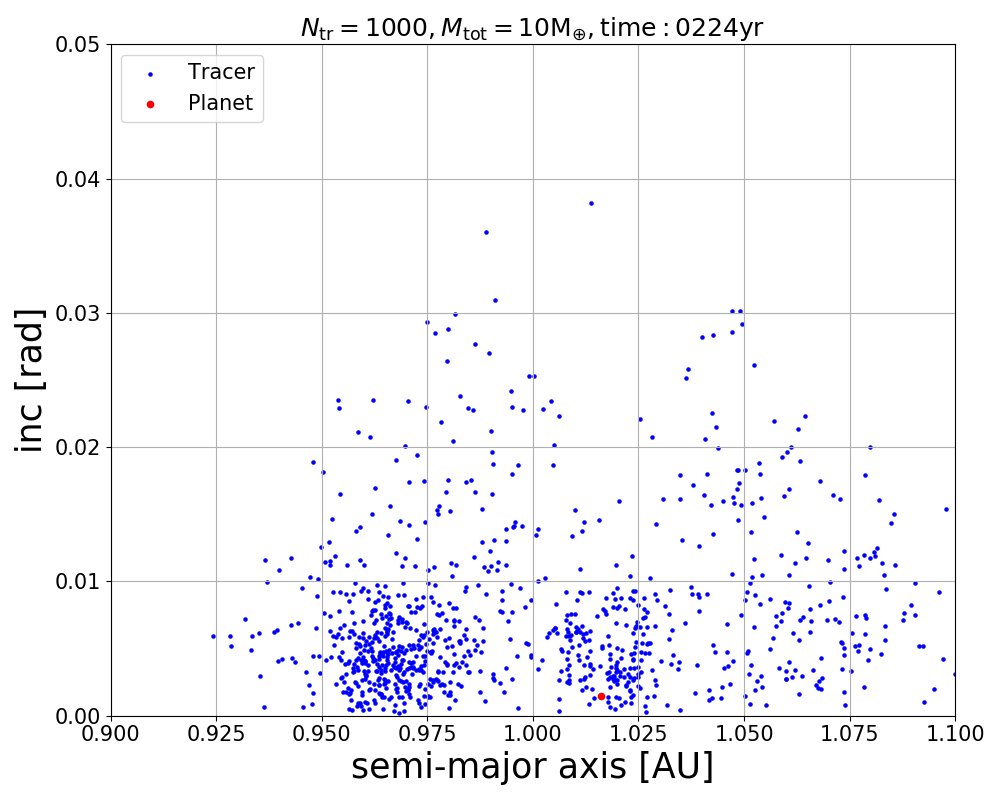 N_tr = 1000, M_tot = 10M_⊕, time : 0224yr
Tracer
Planet
inc [rad]
0.05
0.04
0.03
0.02
0.01
0.00
0.900 0.925 0.950 0.975 1.000 1.025 1.050 1.075 1.100
semi-major axis [AU]